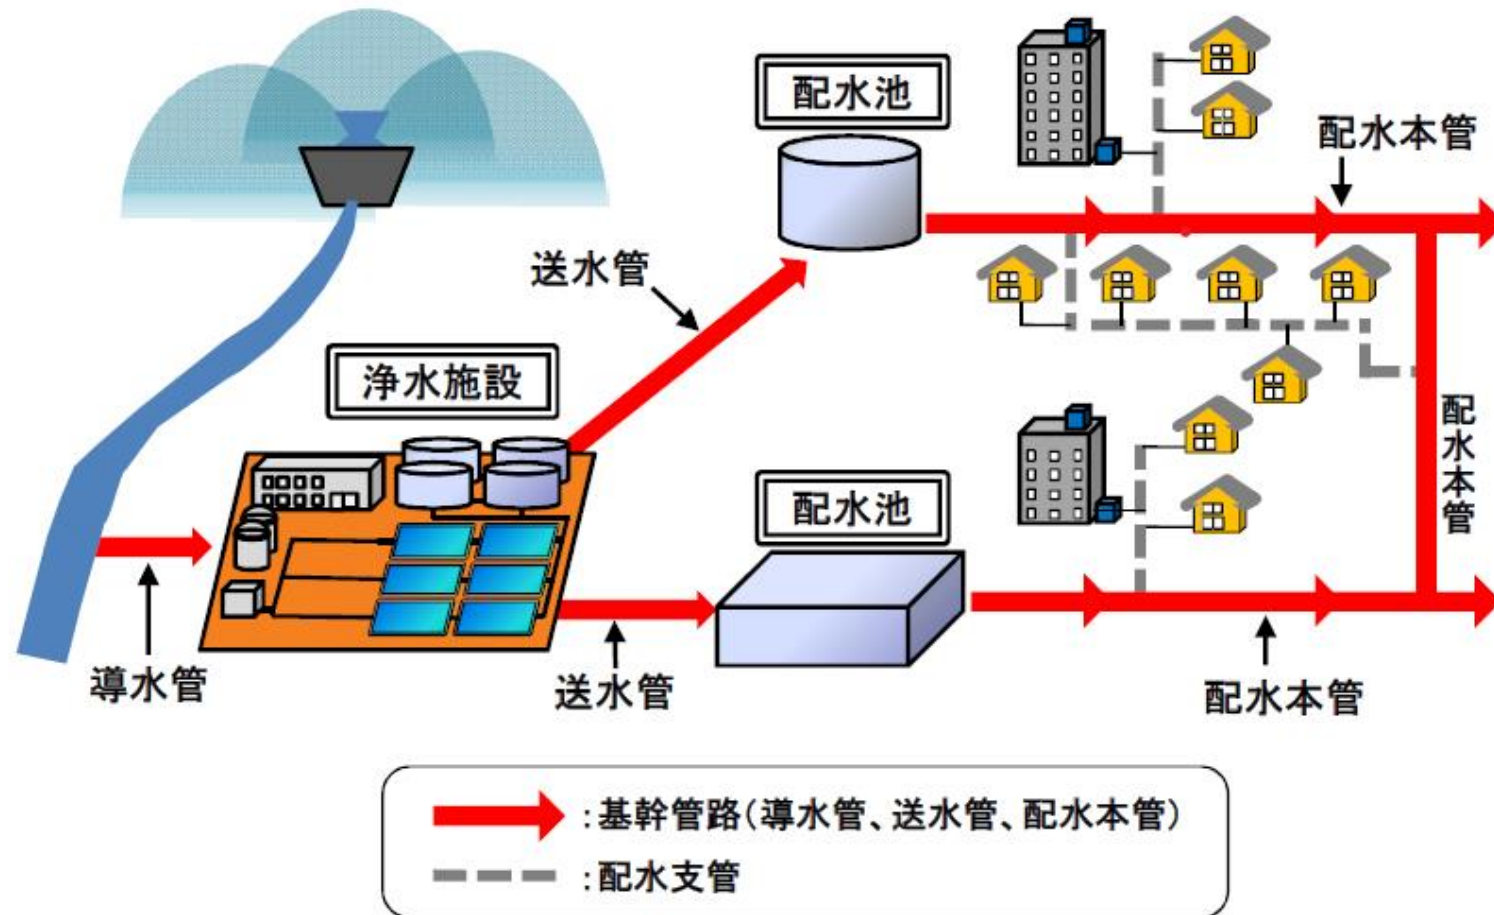 配水池
配水本管
送水管
浄水施設
配水本管
配水池
導水管
送水管
配水本管
:基幹管路(導水管、送水管、配水本管)
:配水支管